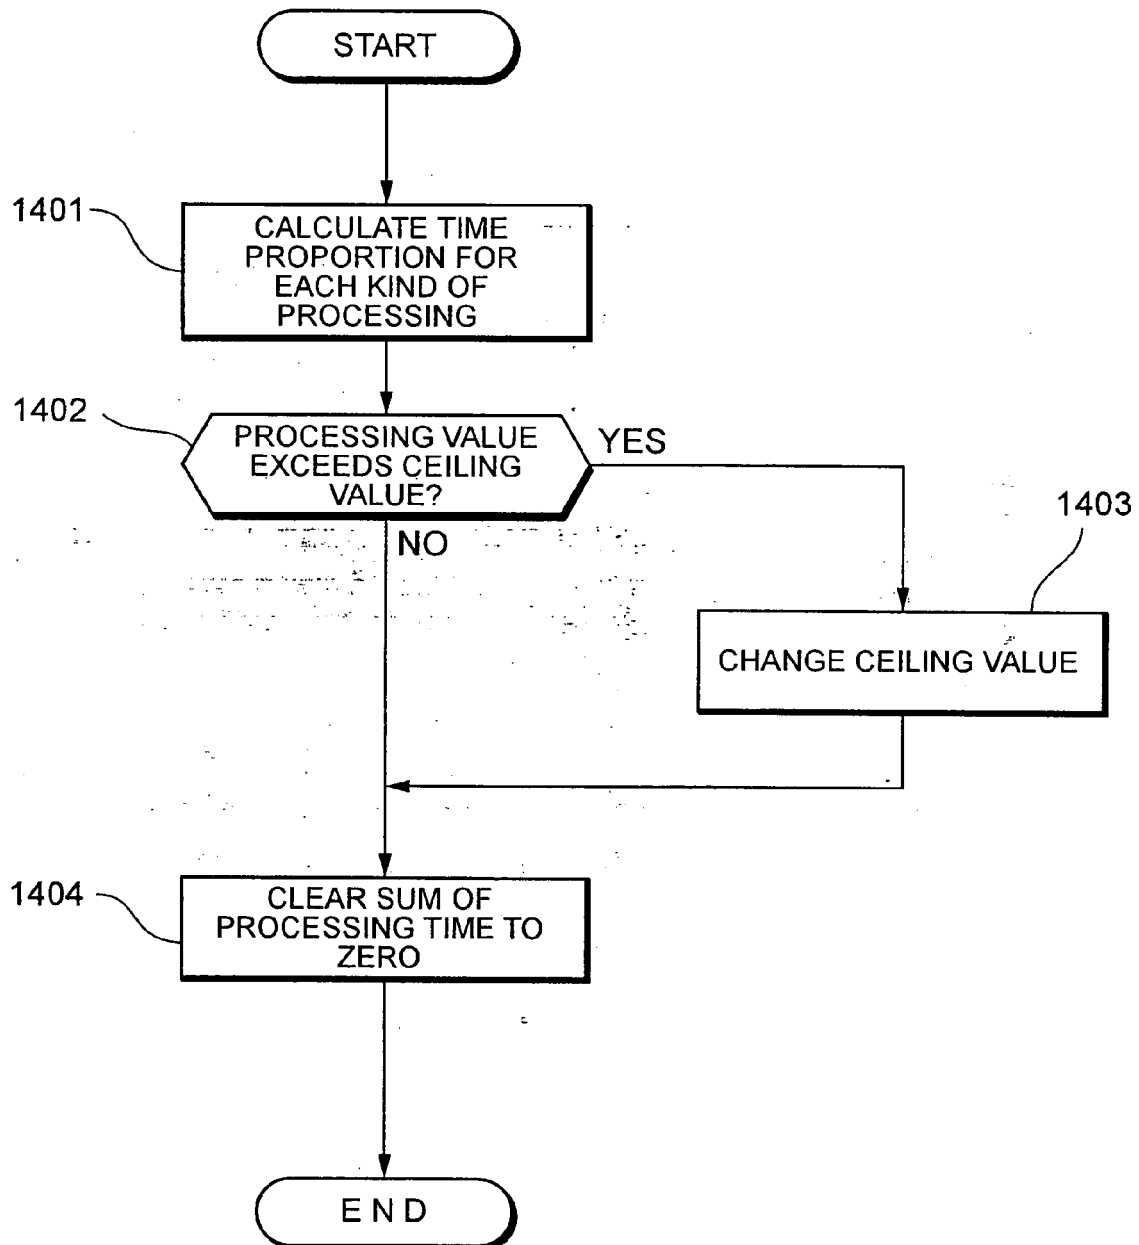 START
1401
CALCULATE TIME
PROPORTION FOR
EACH KIND OF
PROCESSING
1402
PROCESSING VALUE
EXCEEDS CEILING
VALUE?
YES
NO
1403
CHANGE CEILING VALUE
1404
CLEAR SUM OF
PROCESSING TIME TO
ZERO
END